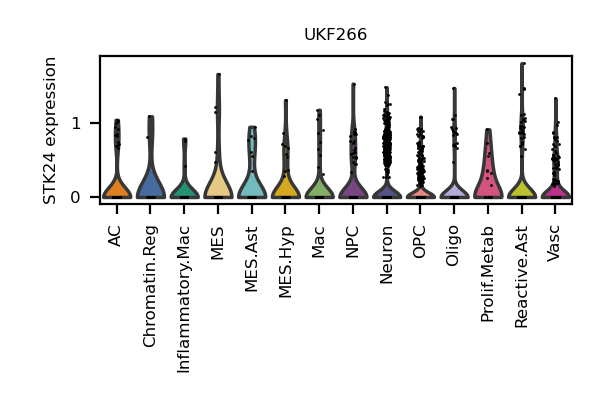 UKF266
STK24 expression
1
0
AC
Chromatin.Reg
Inflammatory.Mac
MES
MES.Ast
MES.Hyp
Mac
NPC
Neuron
OPC
Oligo
Prolif.Metab
Reactive.Ast
Vasc